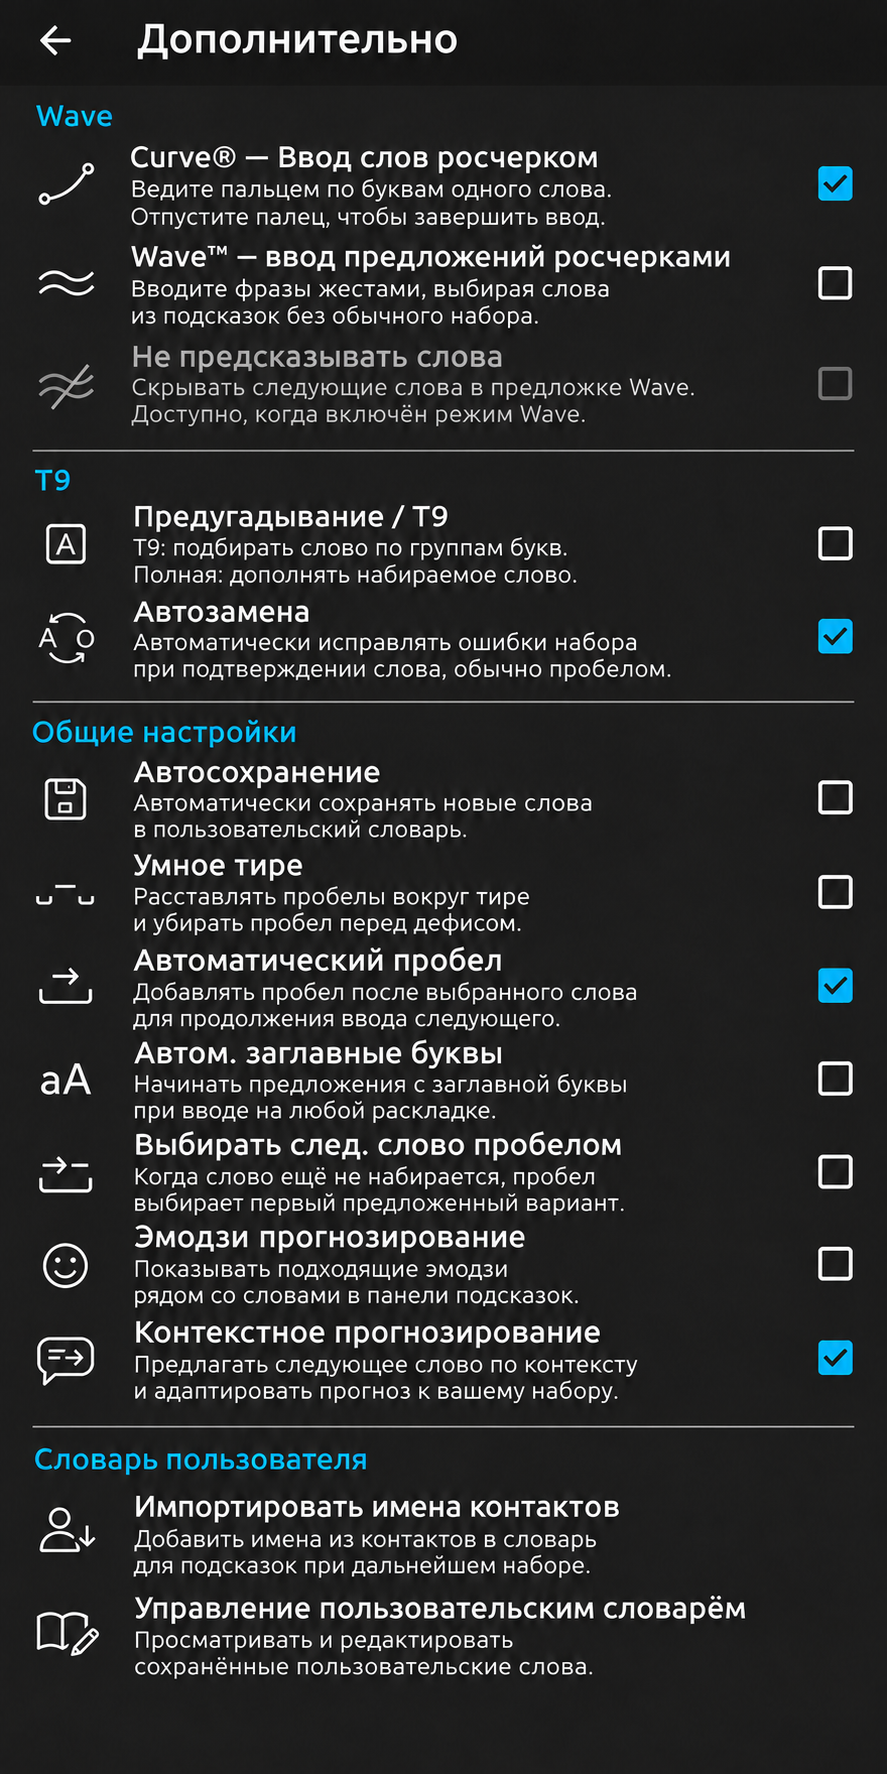 Дополнительно
Wave
Curve® — Ввод слов росчерком
Ведите пальцем по буквам одного слова.
Отпустите палец, чтобы завершить ввод.
Wave™ — ввод предложений росчерками
Вводите фразы жестами, выбирая слова
из подсказок без обычного набора.
Не предсказывать слова
Скрывать следующие слова в предложке Wave.
Доступно, когда включён режим Wave.
T9
Предугадывание / T9
T9: подбирать слово по группам букв.
Полная: дополнять набираемое слово.
Автозамена
Автоматически исправлять ошибки набора
при подтверждении слова, обычно пробелом.
Общие настройки
Автосохранение
Автоматически сохранять новые слова
в пользовательский словарь.
Умное тире
Расставлять пробелы вокруг тире
и убирать пробел перед дефисом.
Автоматический пробел
Добавлять пробел после выбранного слова
для продолжения ввода следующего.
Автом. заглавные буквы
Начинать предложения с заглавной буквы
при вводе на любой раскладке.
Выбирать след. слово пробелом
Когда слово ещё не набирается, пробел
выбирает первый предложенный вариант.
Эмодзи прогнозирование
Показывать подходящие эмодзи
рядом со словами в панели подсказок.
Контекстное прогнозирование
Предлагать следующее слово по контексту
и адаптировать прогноз к вашему набору.
Словарь пользователя
Импортировать имена контактов
Добавить имена из контактов в словарь
для подсказок при дальнейшем наборе.
Управление пользовательским словарём
Просматривать и редактировать
сохранённые пользовательские слова.